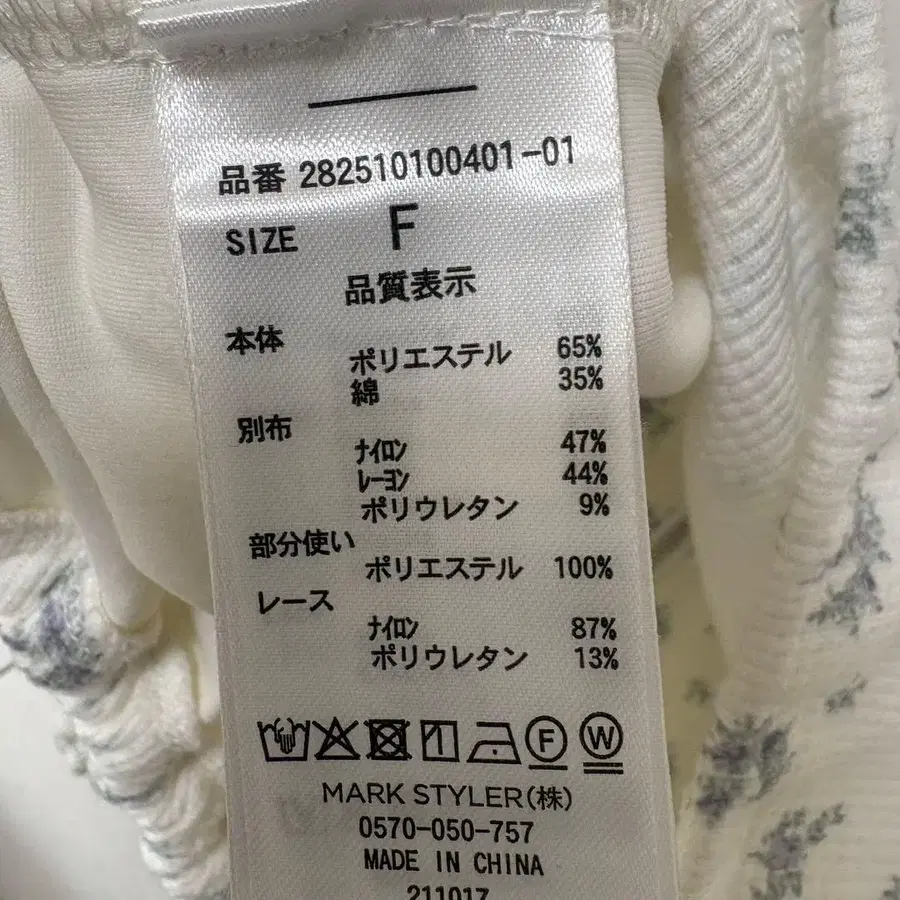 品番 282510100401-01
SIZE F
品質表示
本体
ポリエステル 65%
綿 35%
別布
ﾅｲﾛﾝ 47%
ﾚｰﾖﾝ 44%
ポリウレタン 9%
部分使い
ポリエステル 100%
レース
ﾅｲﾛﾝ 87%
ポリウレタン 13%
F W
MARK STYLER(株)
0570-050-757
MADE IN CHINA
211017